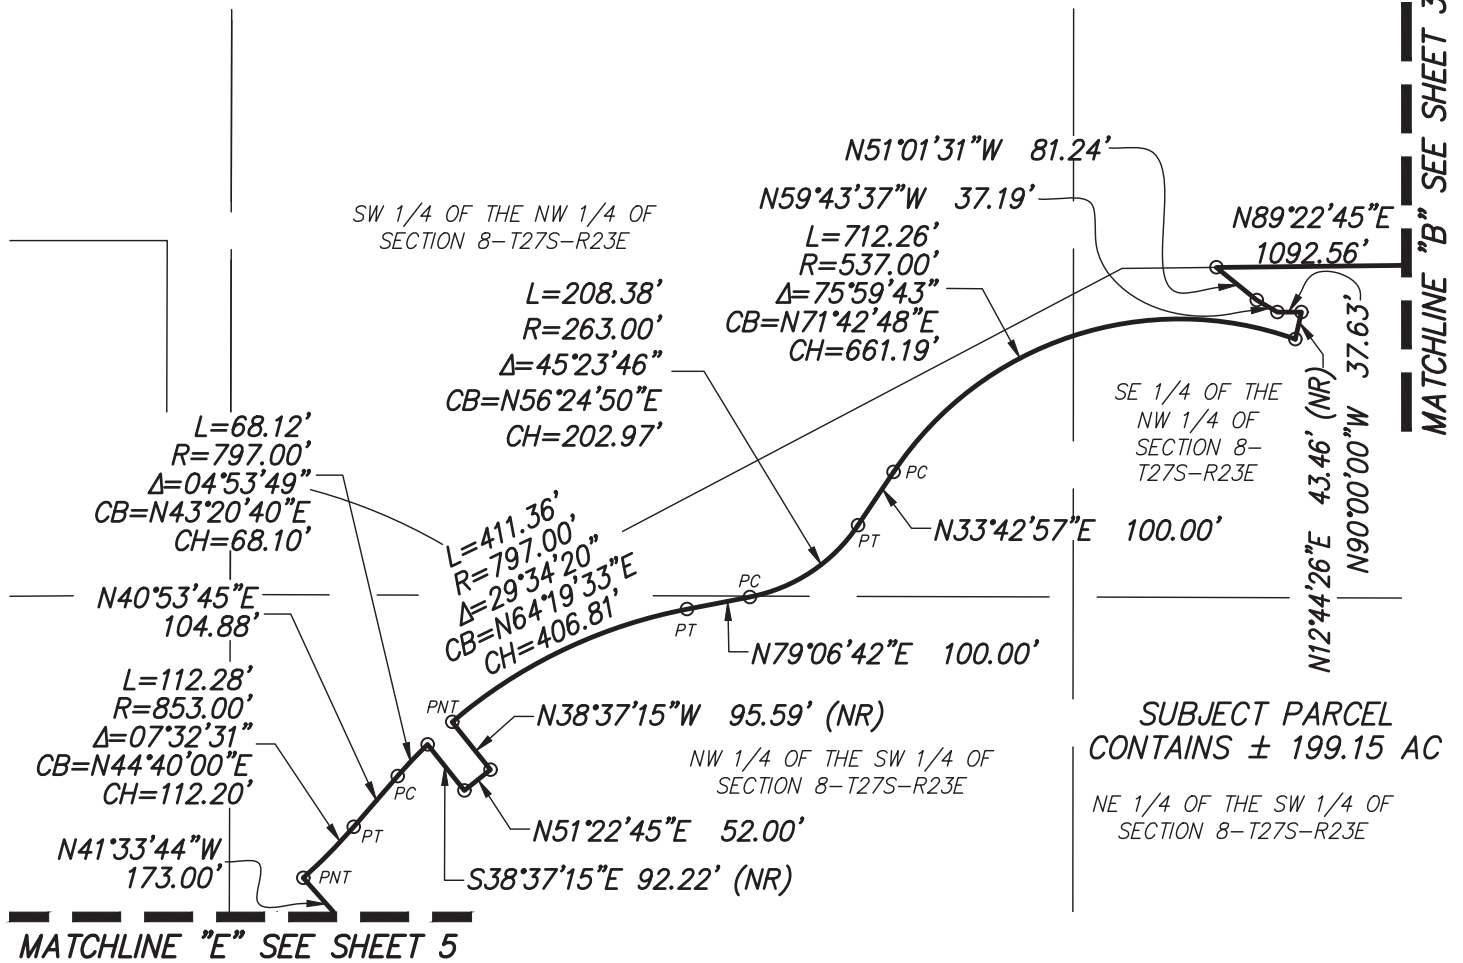 MATCHLINE "B" SEE SHEET 3
N51°01'31"W 81.24'
N59°43'37"W 37.19'
N89°22'45"E
1092.56'
SW 1/4 OF THE NW 1/4 OF
SECTION 8-T27S-R23E
L=712.26'
R=537.00'
Δ=75°59'43"
CB=N71°42'48"E
CH=661.19'
L=208.38'
R=263.00'
Δ=45°23'46"
CB=N56°24'50"E
CH=202.97'
SE 1/4 OF THE
NW 1/4 OF
SECTION 8-
T27S-R23E
N12°44'26"E 43.46' (NR)
N90°00'00"W 37.63'
L=68.12'
R=797.00'
Δ=04°53'49"
CB=N43°20'40"E
CH=68.10'
PC
N33°42'57"E 100.00'
PT
L=411.36'
R=797.00'
Δ=29°34'20"
CB=N64°19'33"E
CH=406.81'
PC
PT
N79°06'42"E 100.00'
N40°53'45"E
104.88'
L=112.28'
R=853.00'
Δ=07°32'31"
CB=N44°40'00"E
CH=112.20'
PNT
N38°37'15"W 95.59' (NR)
NW 1/4 OF THE SW 1/4 OF
SECTION 8-T27S-R23E
SUBJECT PARCEL
CONTAINS ± 199.15 AC
NE 1/4 OF THE SW 1/4 OF
SECTION 8-T27S-R23E
PC
PT
N51°22'45"E 52.00'
N41°33'44"W
173.00'
PNT
S38°37'15"E 92.22' (NR)
MATCHLINE "E" SEE SHEET 5